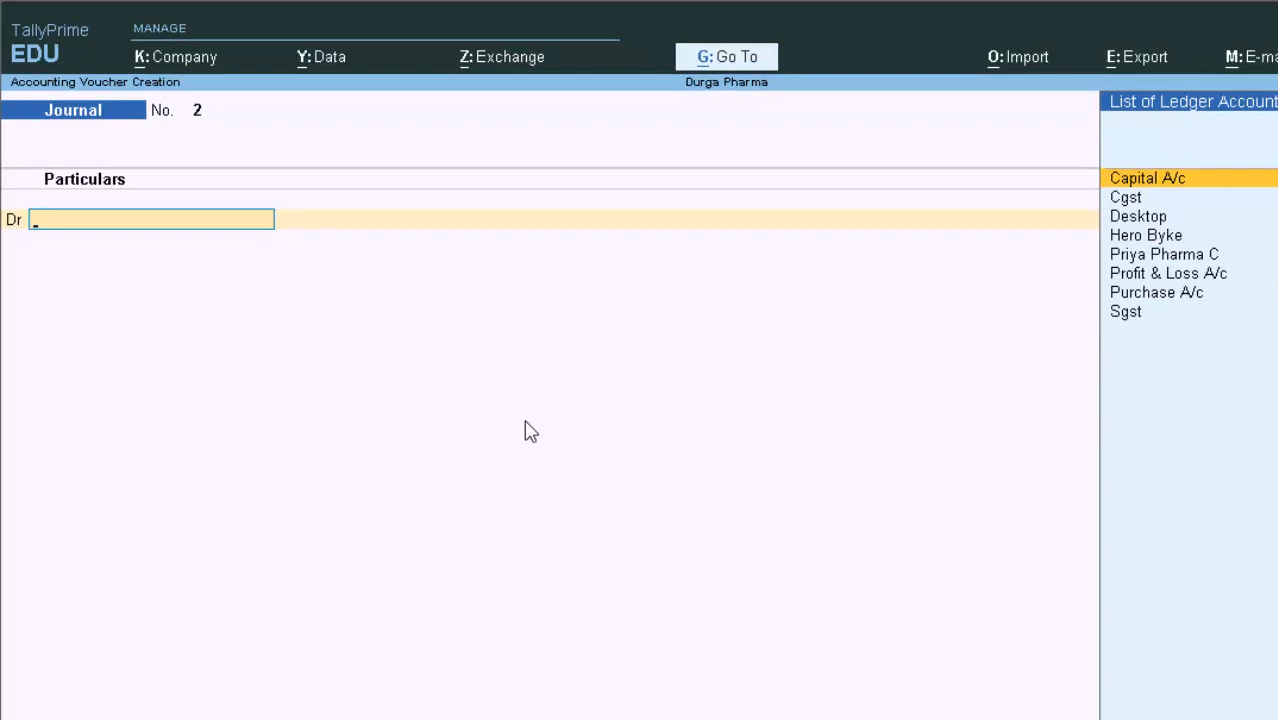 TallyPrime
EDU
MANAGE
K: Company
Y: Data
Z: Exchange
G: Go To
O: Import
E: Export
M: E-ma
Accounting Voucher Creation
Durga Pharma
Journal No. 2
List of Ledger Account
Particulars
Dr
Capital A/c
Cgst
Desktop
Hero Byke
Priya Pharma C
Profit & Loss A/c
Purchase A/c
Sgst